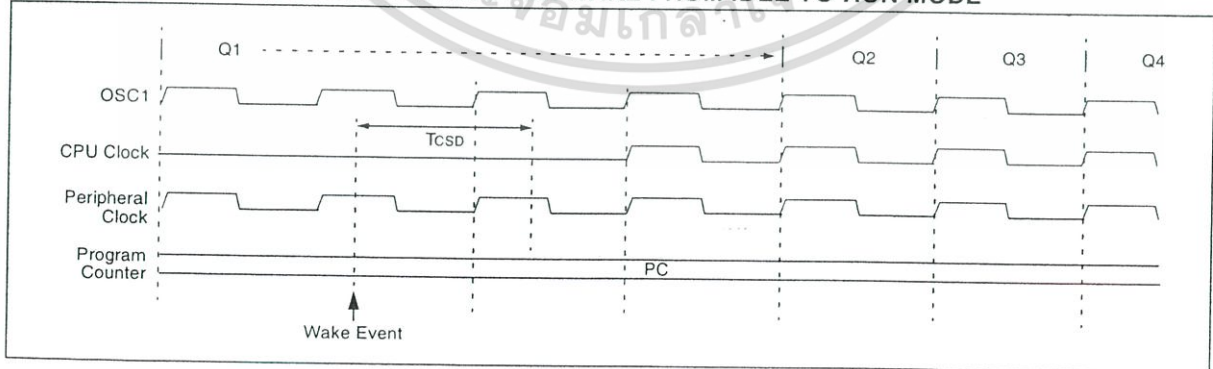 TO RUN MODE
Q1
Q2
Q3
Q4
OSC1
TCSD
CPU Clock
Peripheral
Clock
Program
Counter
PC
Wake Event